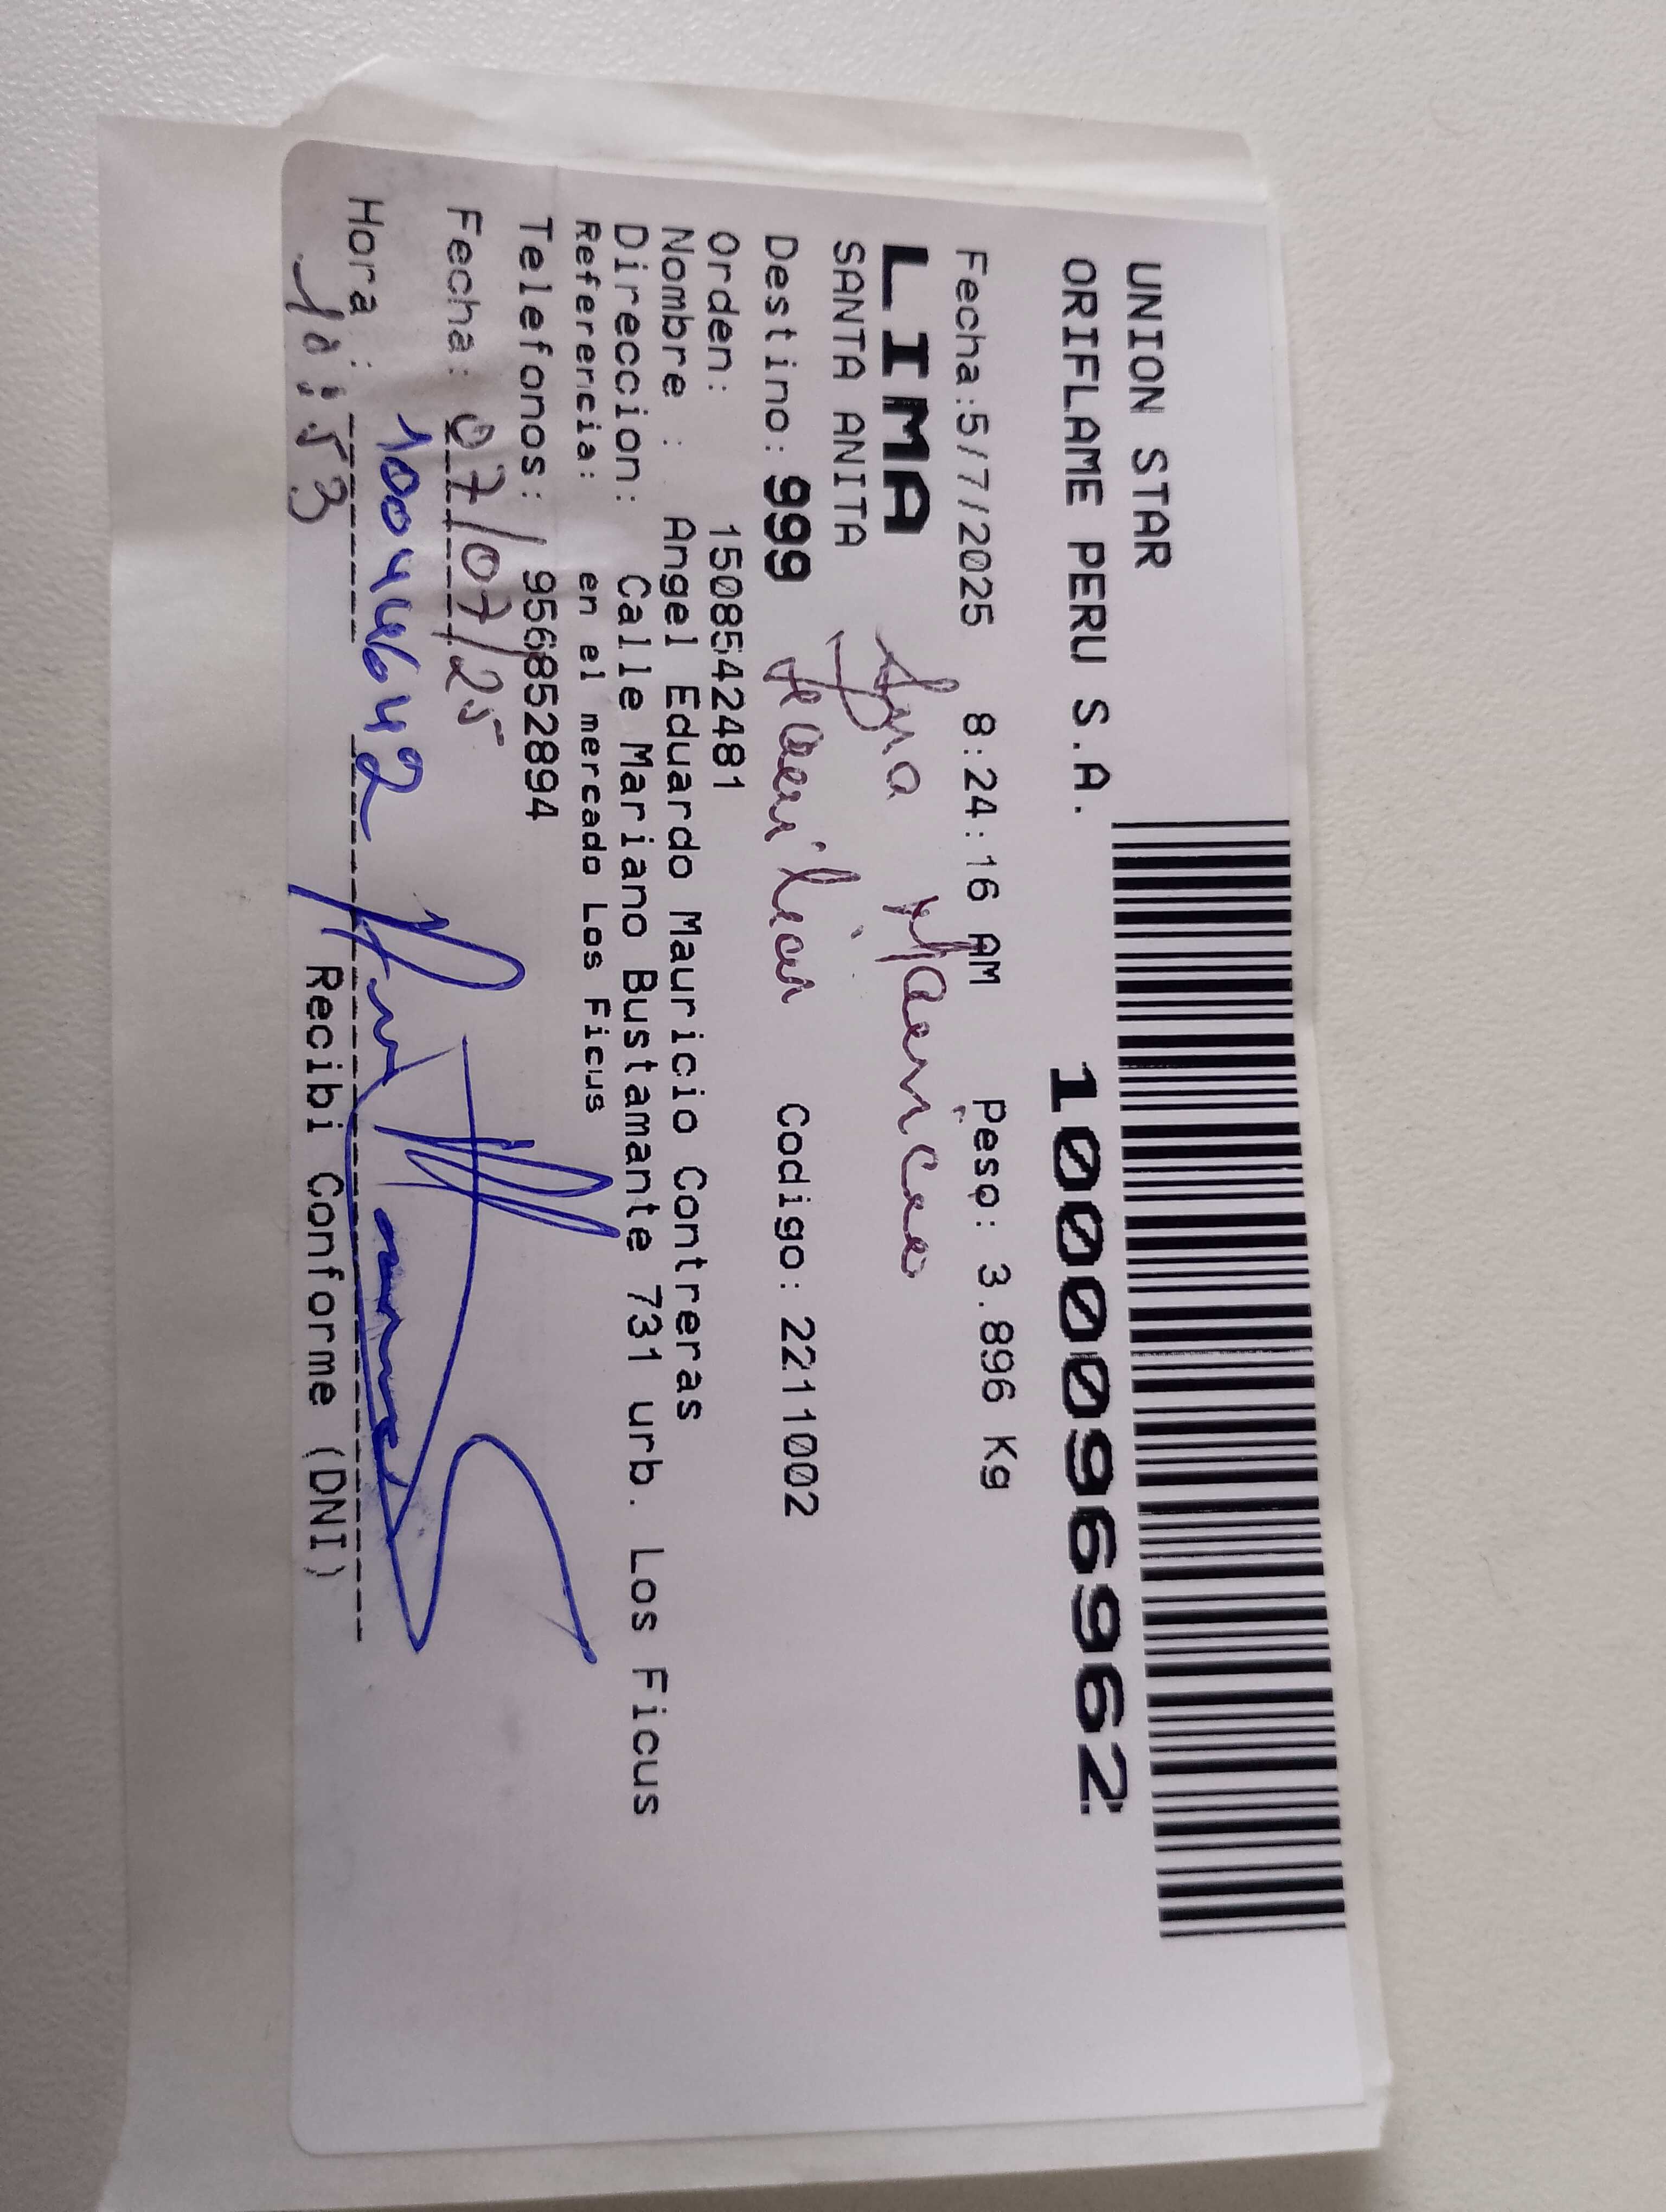 UNION STAR
ORIFLAME PERU S.A. 10000969662
Fecha:5/7/2025 8:24:16 AM Peso: 3.896 Kg
LIMA
SANTA ANITA
Destino: 999 familiar Codigo: 2211002
Orden: 1508542481
Nombre : Angel Eduardo Mauricio Contreras
Direccion: Calle Mariano Bustamante 731 urb. Los Ficus
Referencia: en el mercado Los Ficus
Telefonos: / 956852894
Fecha: 07/07/25
Hora : 10:53
10044642
Recibi Conforme (DNI)